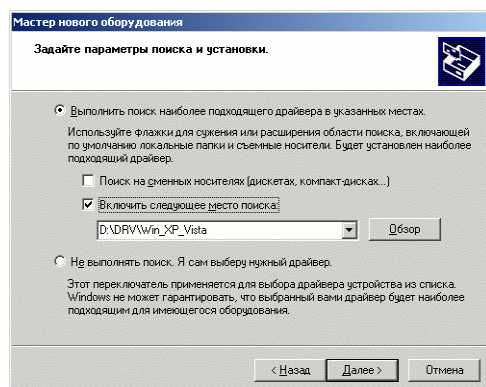 Мастер нового оборудования
Задайте параметры поиска и установки.
Выполнить поиск наиболее подходящего драйвера в указанных местах.
Используйте флажки для сужения или расширения области поиска, включающей
по умолчанию локальные папки и съемные носители. Будет установлен наиболее
подходящий драйвер.
Поиск на сменных носителях (дискетах, компакт-дисках...)
Включить следующее место поиска:
D:\DRV\Win_XP_Vista
Обзор
Не выполнять поиск. Я сам выберу нужный драйвер.
Этот переключатель применяется для выбора драйвера устройства из списка.
Windows не может гарантировать, что выбранный вами драйвер будет наиболее
подходящим для имеющегося оборудования.
< Назад
Далее >
Отмена